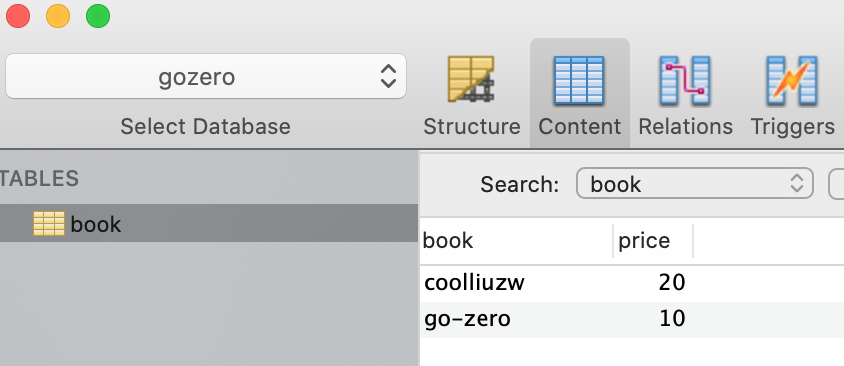 gozero
Select Database
Structure
Content
Relations
Triggers
TABLES
book
Search: book
book price
coolliuzw 20
go-zero 10